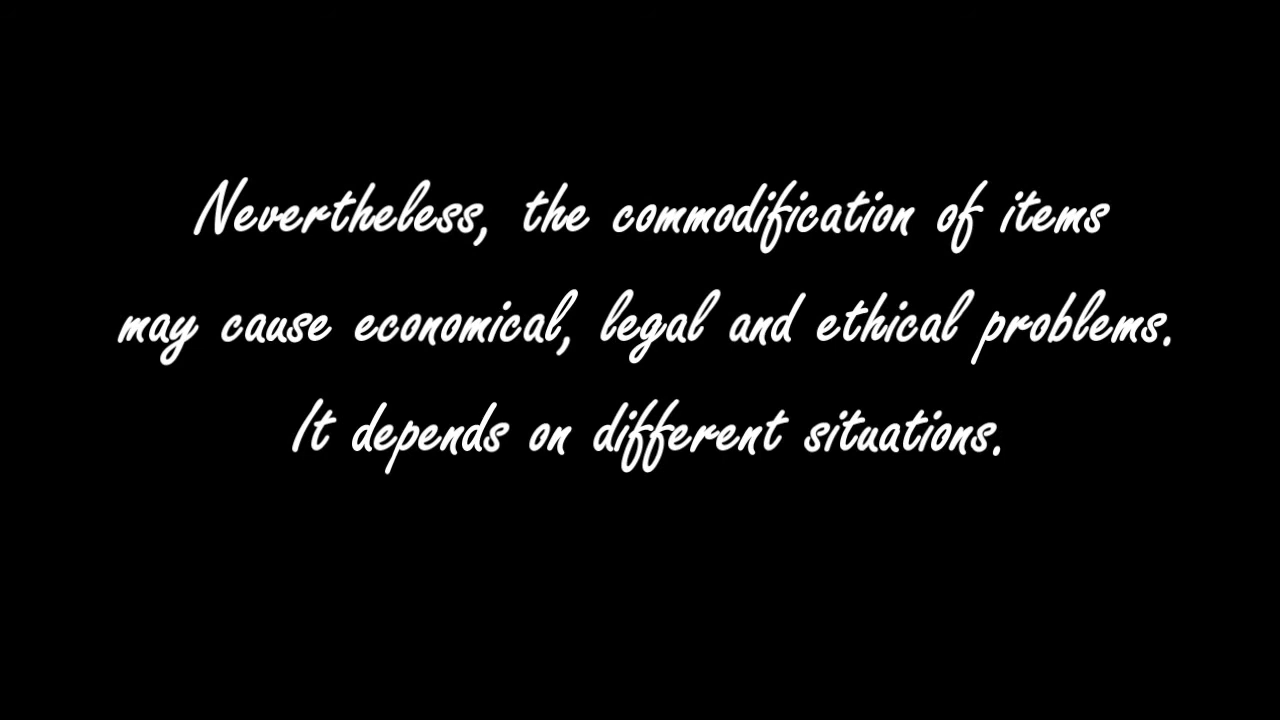 Nevertheless, the commodification of items
may cause economical, legal and ethical problems.
It depends on different situations.